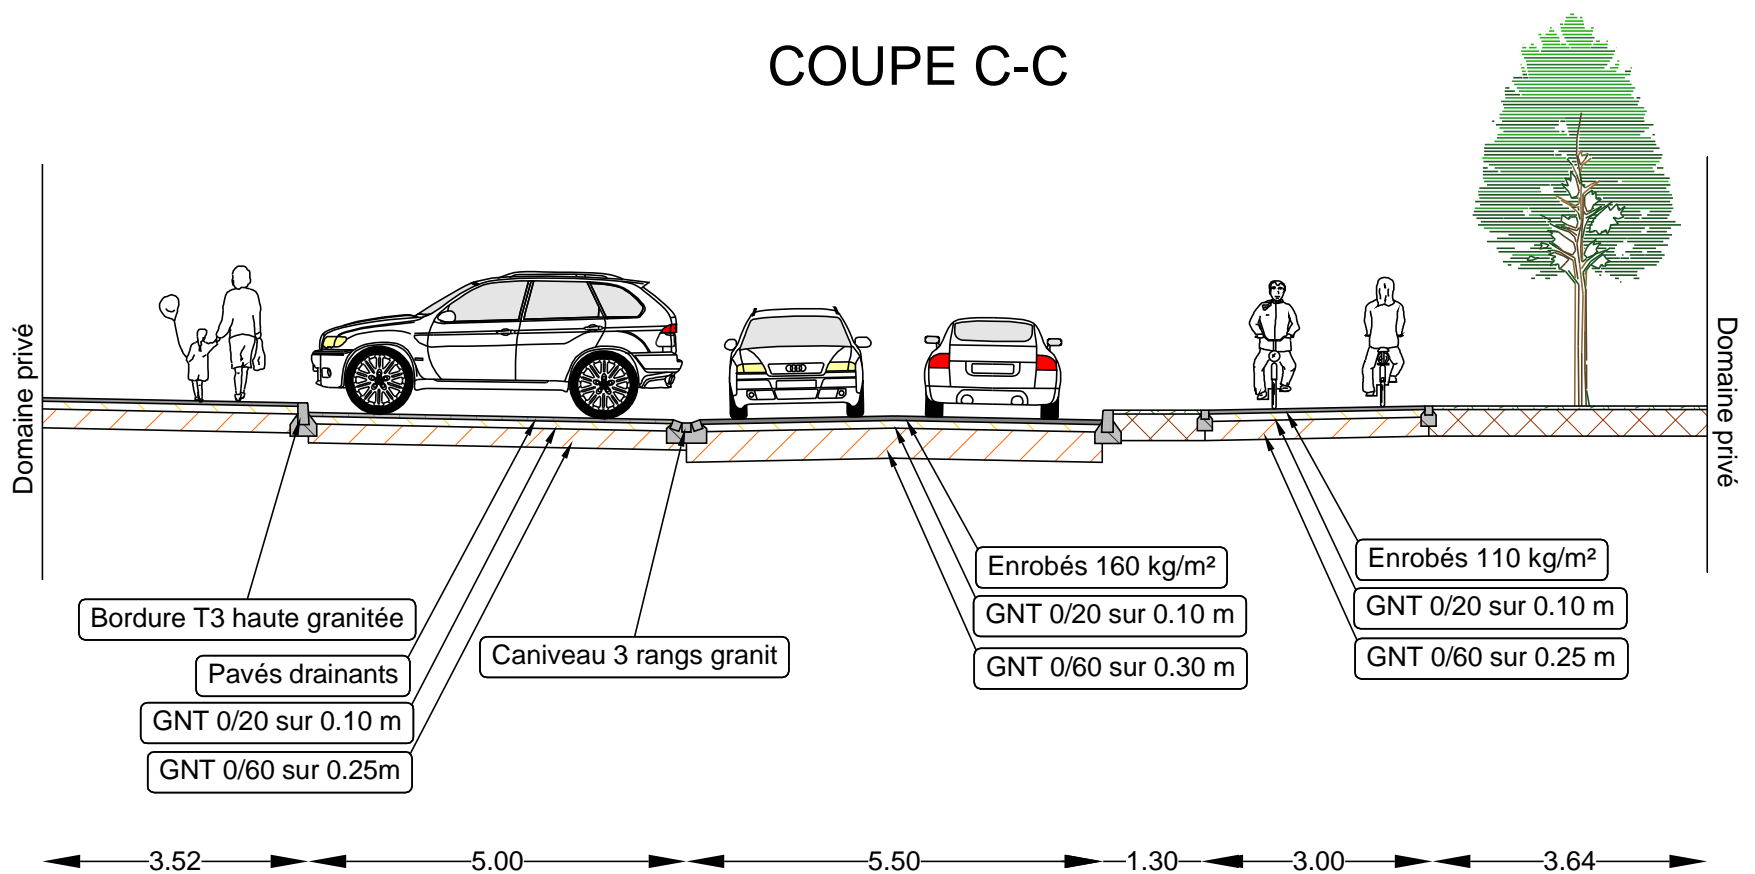 COUPE C-C
Domaine privé
Domaine privé
Enrobés 160 kg/m²
Enrobés 110 kg/m²
Bordure T3 haute granitée
GNT 0/20 sur 0.10 m
GNT 0/20 sur 0.10 m
Caniveau 3 rangs granit
GNT 0/60 sur 0.30 m
GNT 0/60 sur 0.25 m
Pavés drainants
GNT 0/20 sur 0.10 m
GNT 0/60 sur 0.25m
3.52 5.00 5.50 1.30 3.00 3.64